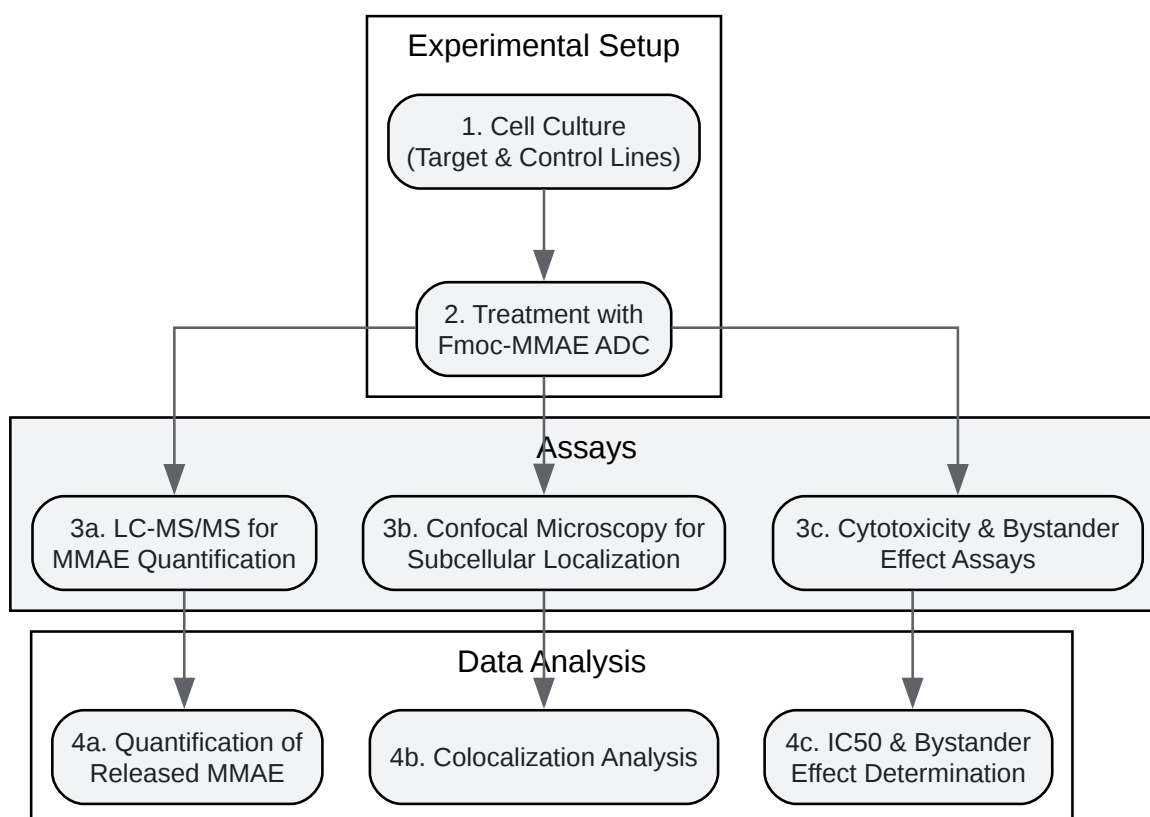 Experimental Setup
1. Cell Culture
(Target & Control Lines)
2. Treatment with
Fmoc-MMAE ADC
Assays
3a. LC-MS/MS for
MMAE Quantification
3b. Confocal Microscopy for
Subcellular Localization
3c. Cytotoxicity & Bystander
Effect Assays
Data Analysis
4a. Quantification of
Released MMAE
4b. Colocalization Analysis
4c. IC50 & Bystander
Effect Determination